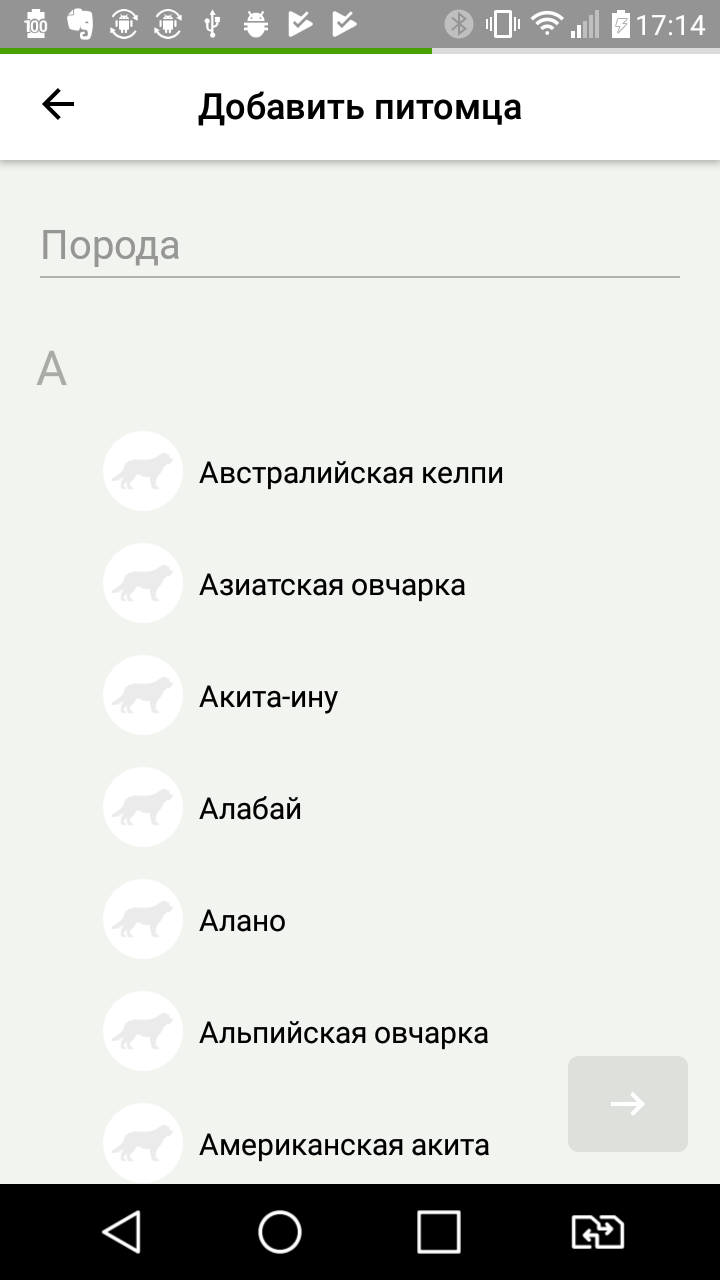 100
17:14
Добавить питомца
Порода
А
Австралийская келпи
Азиатская овчарка
Акита-ину
Алабай
Алано
Альпийская овчарка
Американская акита